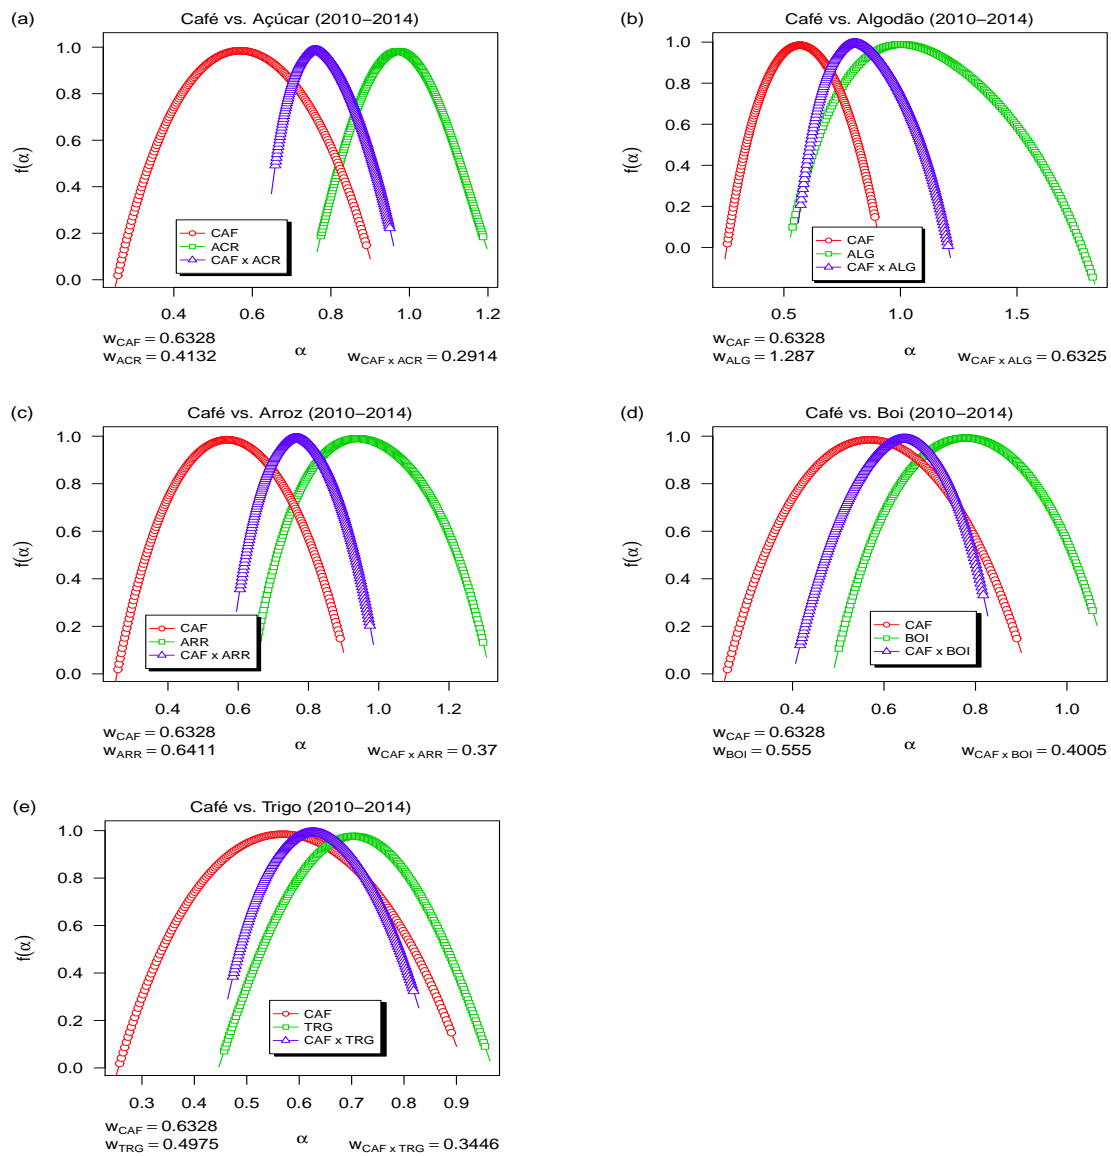 (a)
Café vs. Açúcar (2010−2014)
1.0
0.8
0.6
0.4
0.2
0.0
f(α)
CAF
ACR
CAF x ACR
0.4 0.6 0.8 1.0 1.2
α
wCAF = 0.6328
wACR = 0.4132
wCAF x ACR = 0.2914
(b)
Café vs. Algodão (2010−2014)
1.0
0.8
0.6
0.4
0.2
0.0
f(α)
CAF
ALG
CAF x ALG
0.5 1.0 1.5
α
wCAF = 0.6328
wALG = 1.287
wCAF x ALG = 0.6325
(c)
Café vs. Arroz (2010−2014)
1.0
0.8
0.6
0.4
0.2
0.0
f(α)
CAF
ARR
CAF x ARR
0.4 0.6 0.8 1.0 1.2
α
wCAF = 0.6328
wARR = 0.6411
wCAF x ARR = 0.37
(d)
Café vs. Boi (2010−2014)
1.0
0.8
0.6
0.4
0.2
0.0
f(α)
CAF
BOI
CAF x BOI
0.4 0.6 0.8 1.0
α
wCAF = 0.6328
wBOI = 0.555
wCAF x BOI = 0.4005
(e)
Café vs. Trigo (2010−2014)
1.0
0.8
0.6
0.4
0.2
0.0
f(α)
CAF
TRG
CAF x TRG
0.3 0.4 0.5 0.6 0.7 0.8 0.9
α
wCAF = 0.6328
wTRG = 0.4975
wCAF x TRG = 0.3446